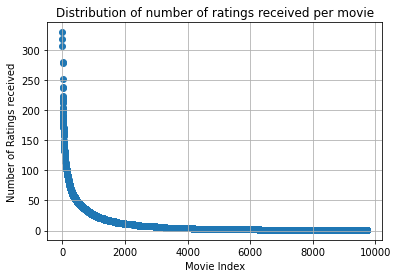 Distribution of number of ratings received per movie
Number of Ratings received
300
250
200
150
100
50
0
0 2000 4000 6000 8000 10000
Movie Index